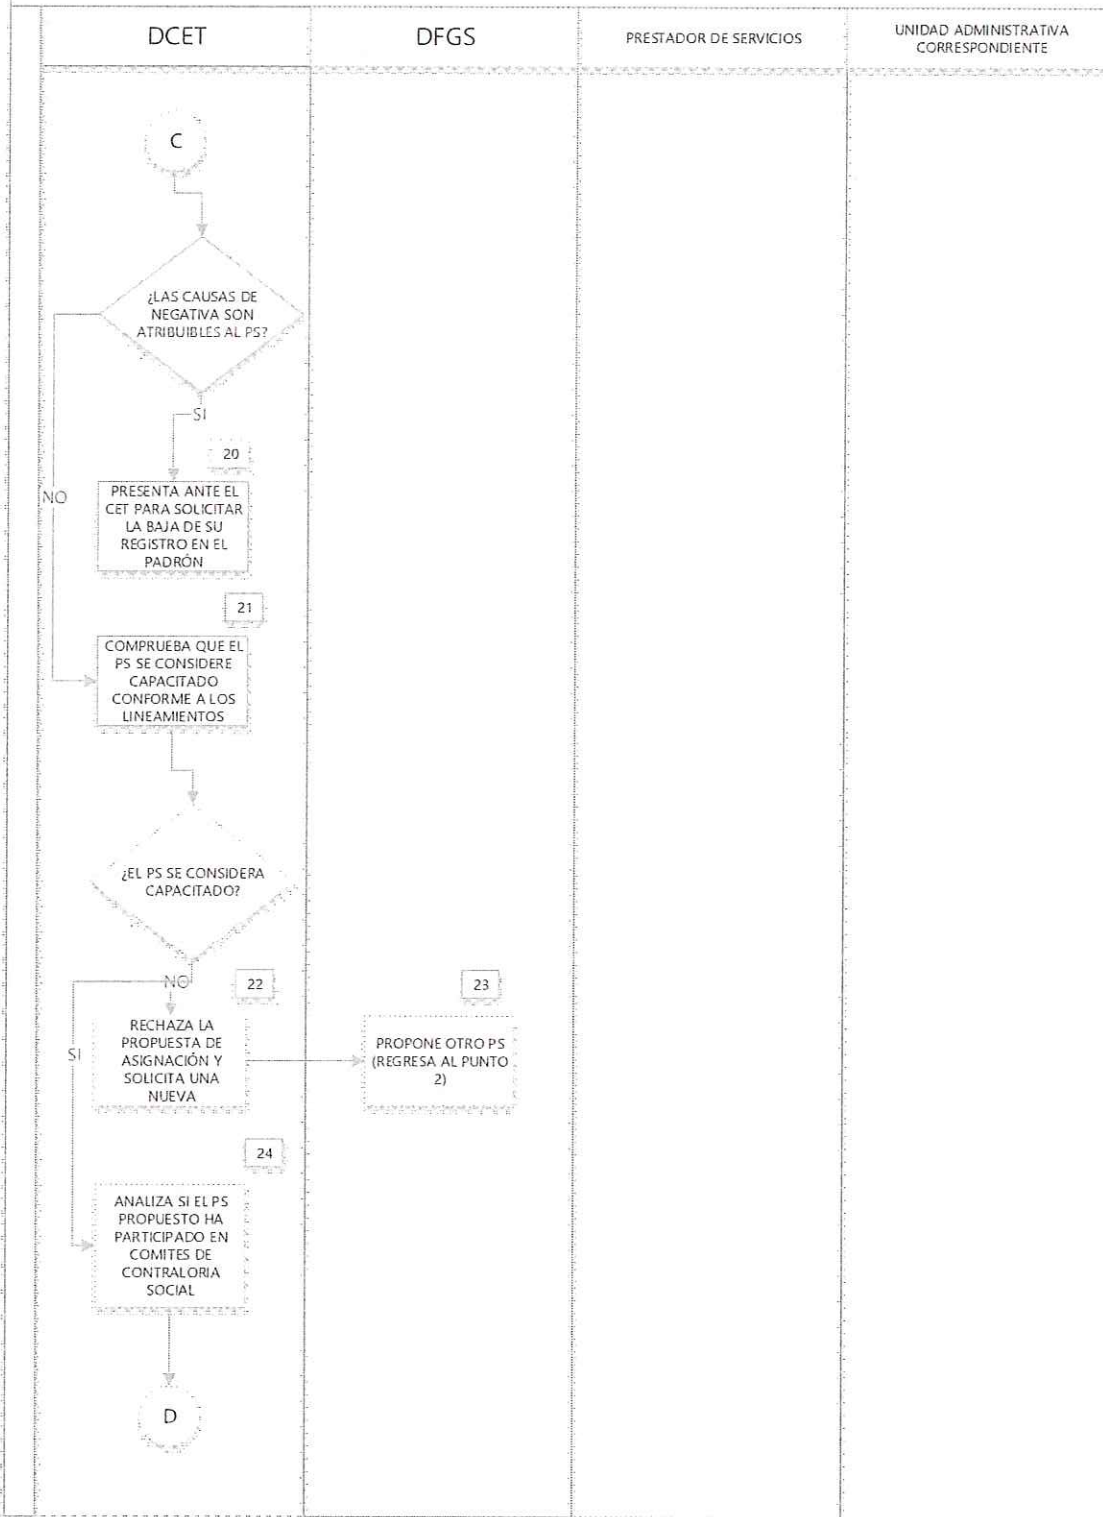 DCET
DFGS
PRESTADOR DE SERVICIOS
UNIDAD ADMINISTRATIVA
CORRESPONDIENTE
C
¿LAS CAUSAS DE
NEGATIVA SON
ATRIBUIBLES AL PS?
SI
NO
20
PRESENTA ANTE EL
CET PARA SOLICITAR
LA BAJA DE SU
REGISTRO EN EL
PADRÓN
21
COMPRUEBA QUE EL
PS SE CONSIDERE
CAPACITADO
CONFORME A LOS
LINEAMIENTOS
¿EL PS SE CONSIDERA
CAPACITADO?
NO
SI
22
RECHAZA LA
PROPUESTA DE
ASIGNACIÓN Y
SOLICITA UNA
NUEVA
23
PROPONE OTRO PS
(REGRESA AL PUNTO
2)
24
ANALIZA SI EL PS
PROPUESTO HA
PARTICIPADO EN
COMITES DE
CONTRALORIA
SOCIAL
D